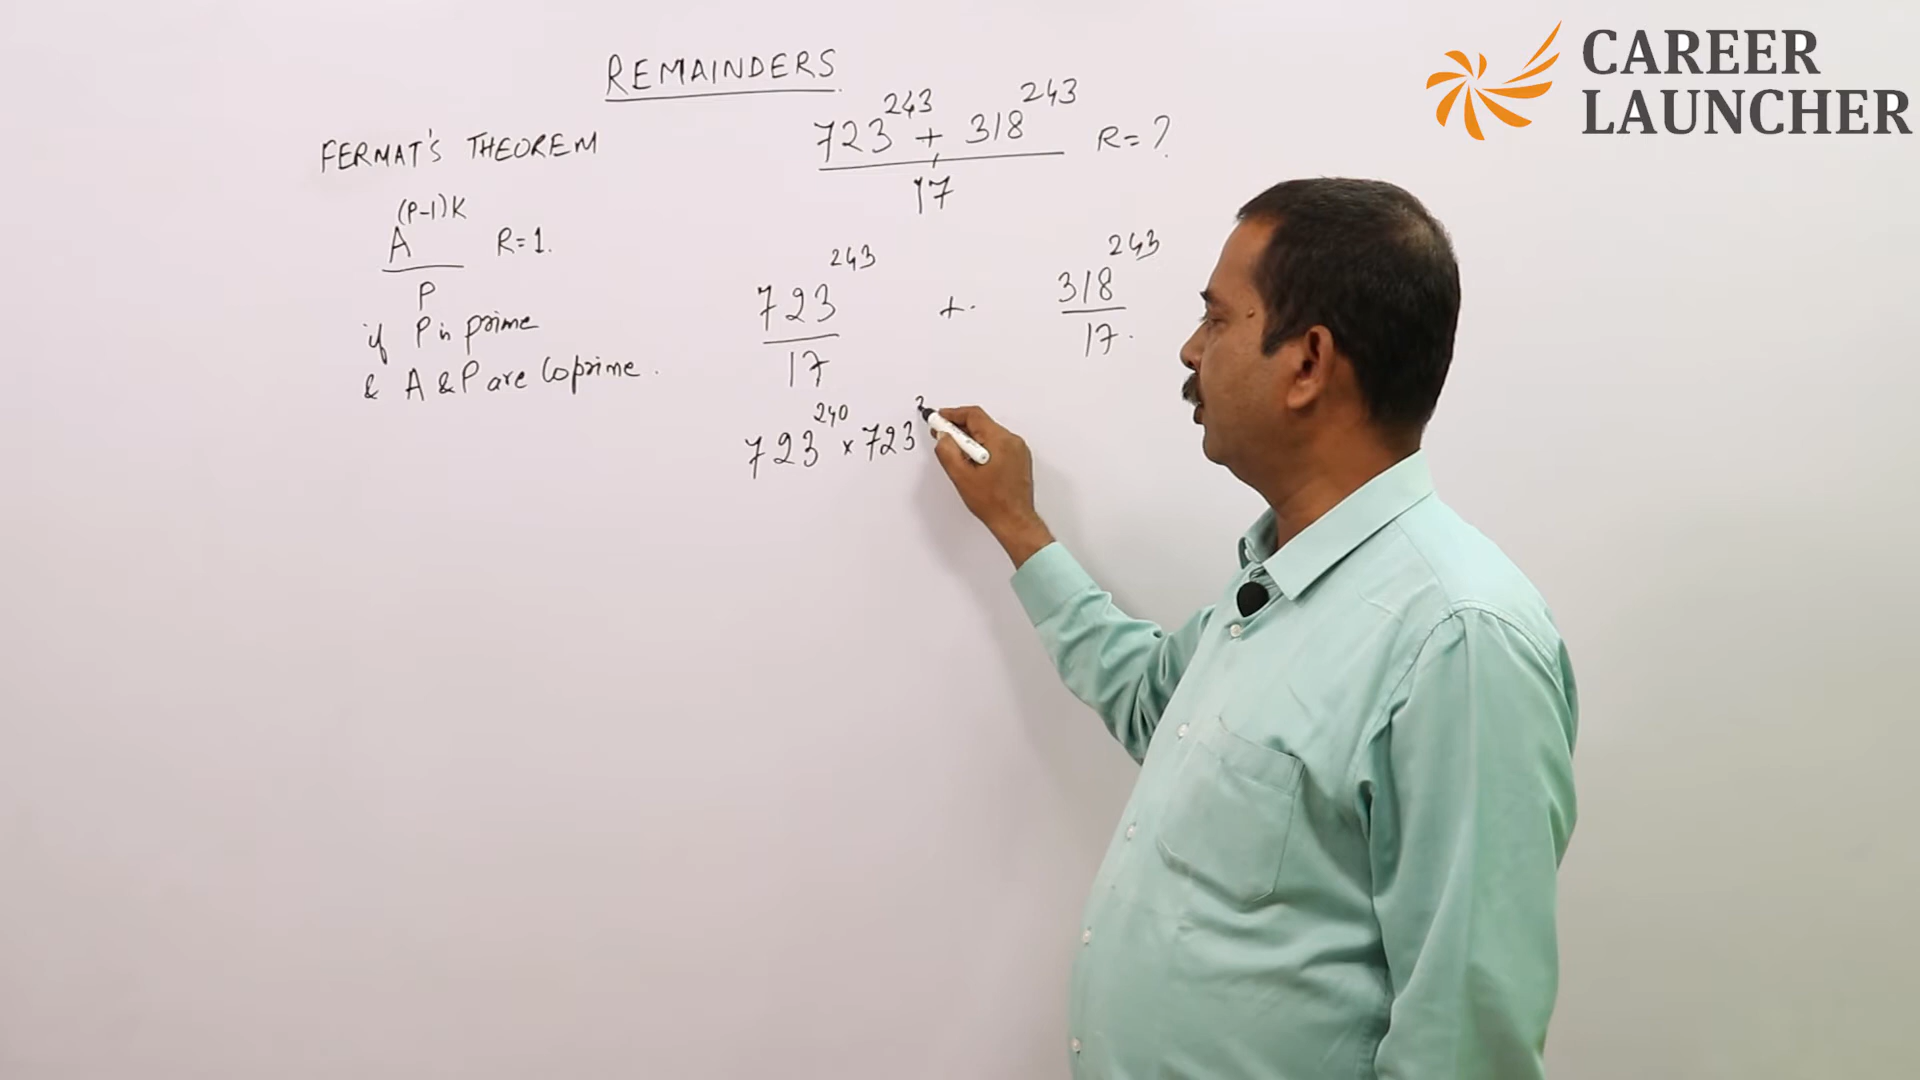 REMAINDERS
CAREER
LAUNCHER
FERMAT'S THEOREM
723^243 + 318^243 R=?
17
A^(P-1)K R=1.
P
if P is prime
& A & P are Coprime.
723^243 + 318^243
17 17.
723^240 × 723